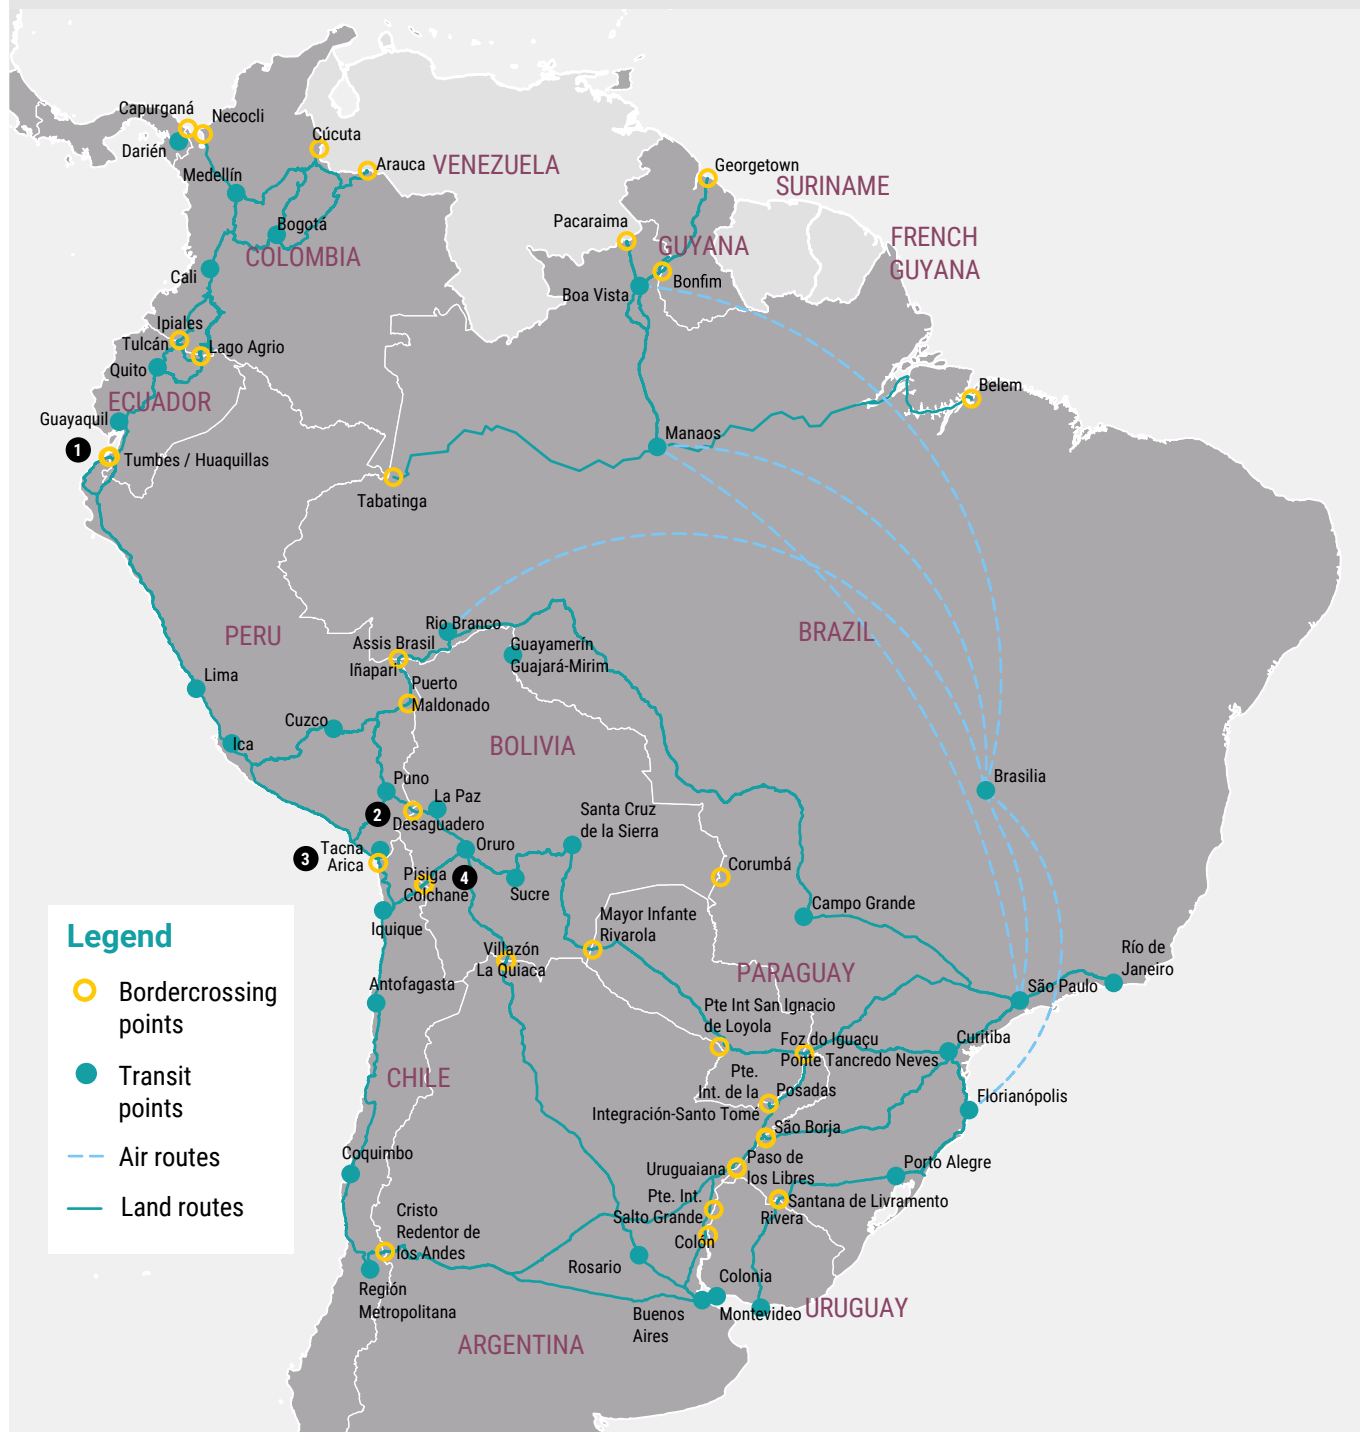 Capurganá
Necocli
Darién
Cúcuta
Arauca
VENEZUELA
Georgetown
SURINAME
Medellín
Bogotá
COLOMBIA
Pacaraima
GUYANA
FRENCH
GUYANA
Cali
Bonfim
Boa Vista
Ipiales
Tulcán
Lago Agrio
Quito
ECUADOR
Belem
Guayaquil
1
Tumbes / Huaquillas
Manaos
Tabatinga
PERU
BRAZIL
Rio Branco
Assis Brasil
Iñapari
Guayamerín
Guajará-Mirim
Lima
Puerto
Maldonado
Cuzco
Ica
BOLIVIA
Puno
La Paz
2
Desaguadero
Brasilia
Santa Cruz
de la Sierra
3
Tacna
Arica
Oruro
Pisiga
Colchane
4
Sucre
Corumbá
Campo Grande
Iquique
Mayor Infante
Rivarola
Villazón
La Quiaca
Río de
Janeiro
PARAGUAY
São Paulo
Antofagasta
Pte Int San Ignacio
de Loyola
Foz do Iguaçu
Ponte Tancredo Neves
Curitiba
CHILE
Pte.
Int. de la
Integración-Santo Tomé
Posadas
Florianópolis
São Borja
Coquimbo
Uruguaiana
Paso de
los Libres
Porto Alegre
Pte. Int.
Salto Grande
Santana de Livramento
Rivera
Cristo
Redentor de
los Andes
Colón
Rosario
Región
Metropolitana
Colonia
Buenos
Aires
Montevideo
URUGUAY
ARGENTINA
Legend
Bordercrossing
points
Transit
points
Air routes
Land routes